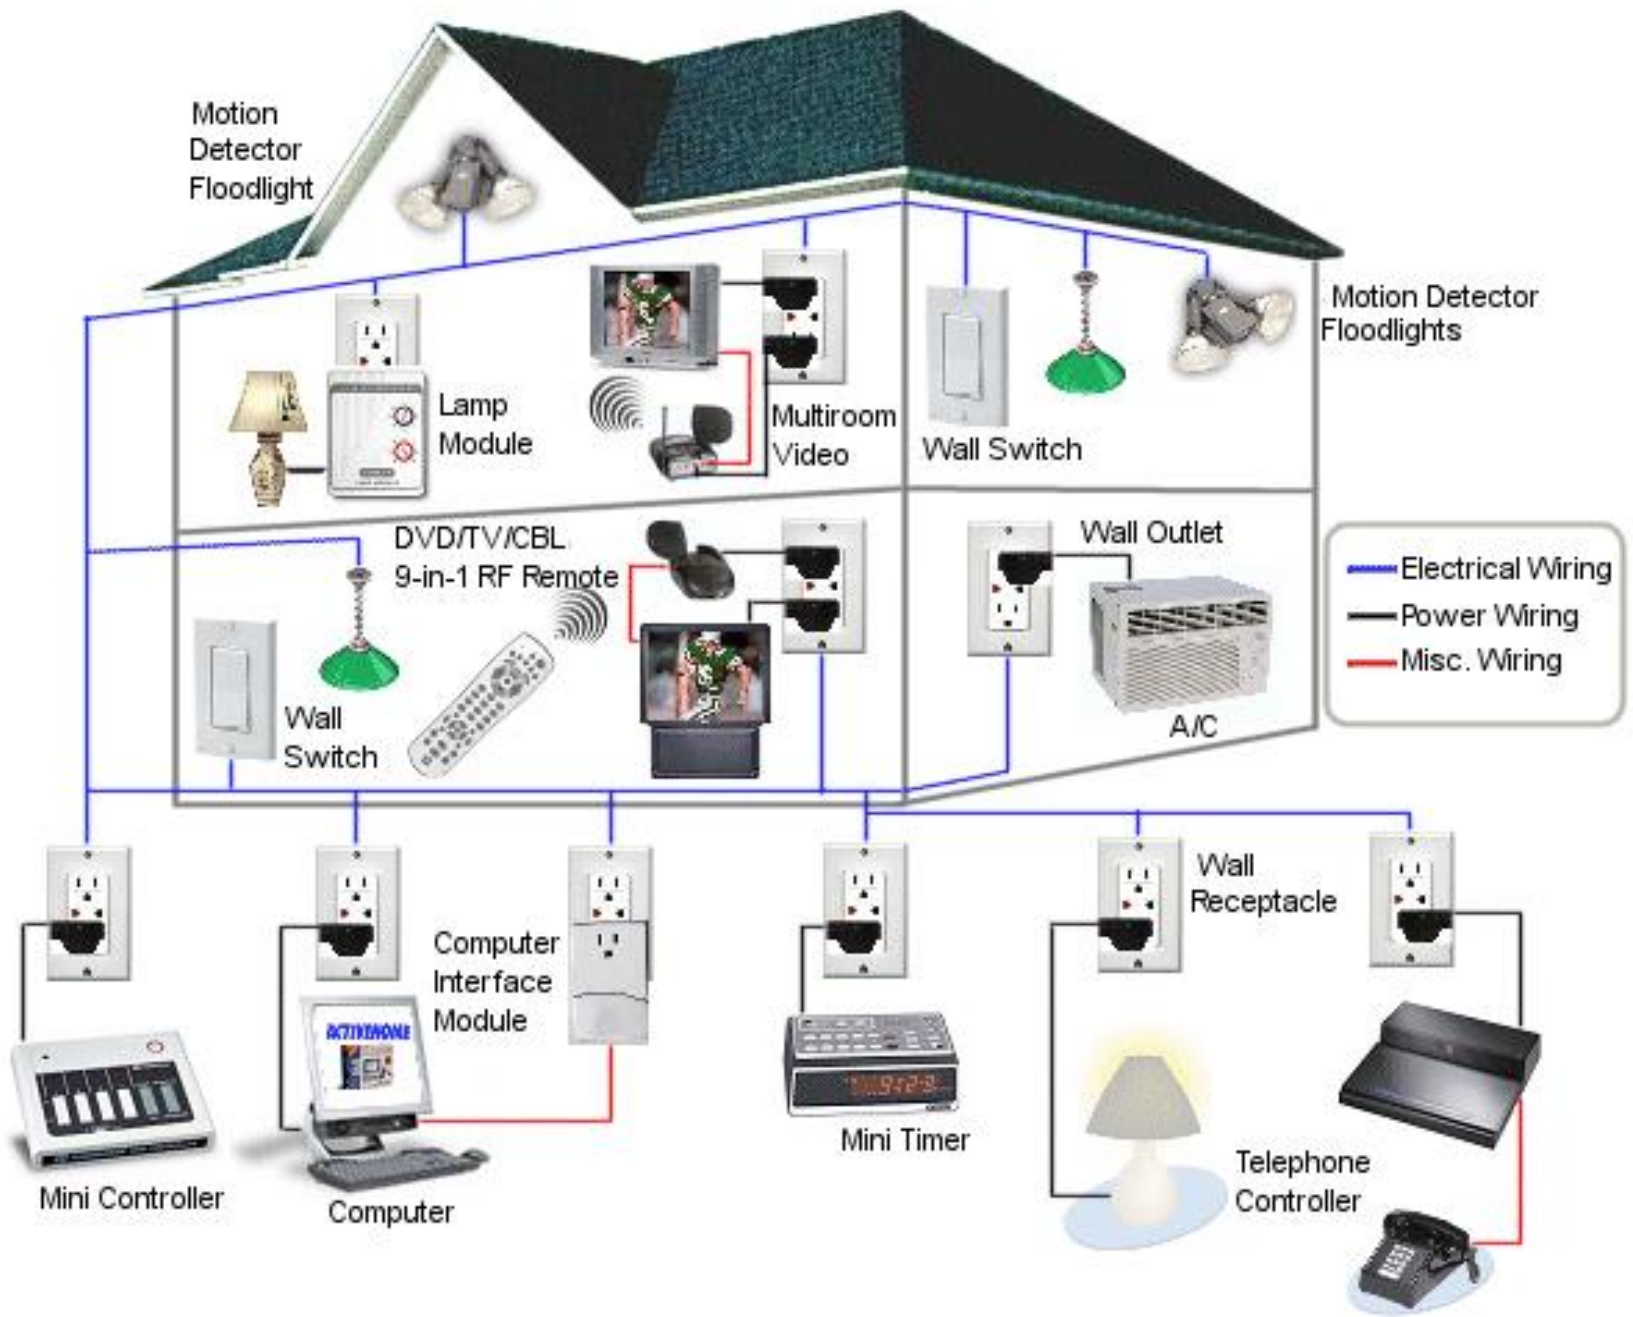 Motion
Detector
Floodlight
Motion Detector
Floodlights
Lamp
Module
Multiroom
Video
Wall Switch
DVD/TV/CBL
9-in-1 RF Remote
Wall Outlet
Electrical Wiring
Power Wiring
Misc. Wiring
Wall
Switch
A/C
Wall
Receptacle
Computer
Interface
Module
ACTIVEHOME
Mini Timer
Telephone
Controller
Mini Controller
Computer